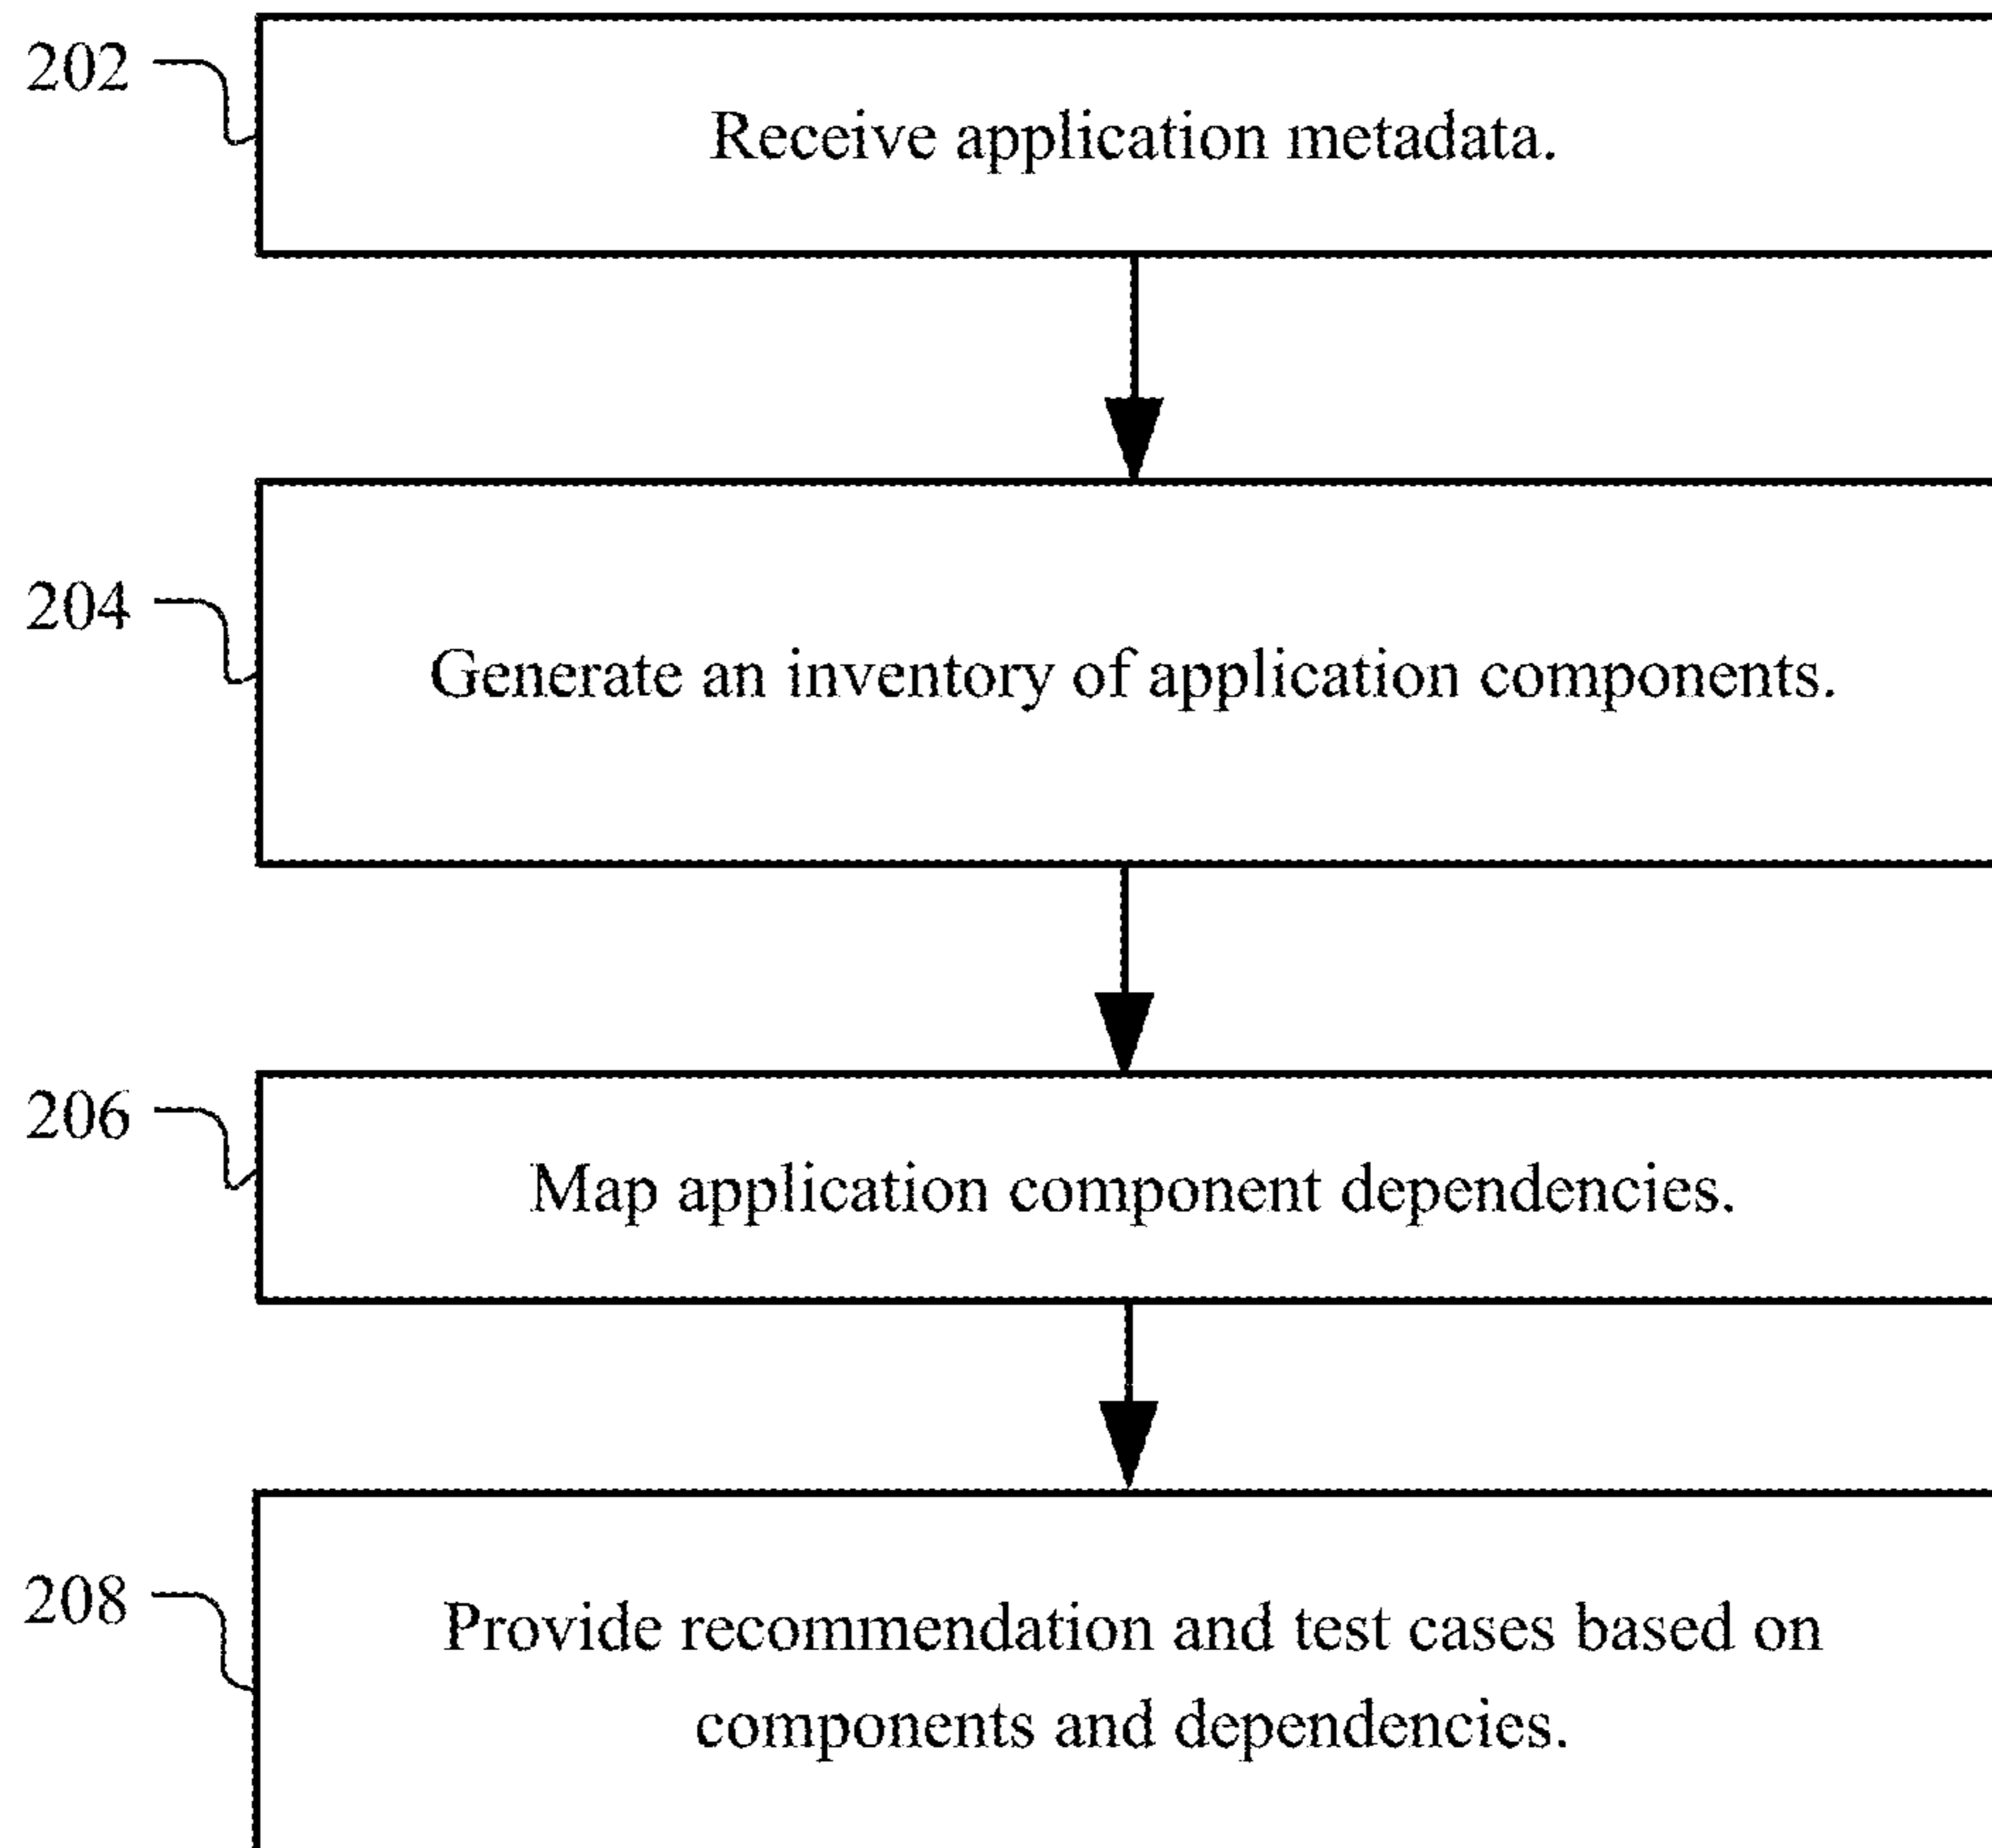 202
Receive application metadata.
204
Generate an inventory of application components.
206
Map application component dependencies.
208
Provide recommendation and test cases based on
components and dependencies.